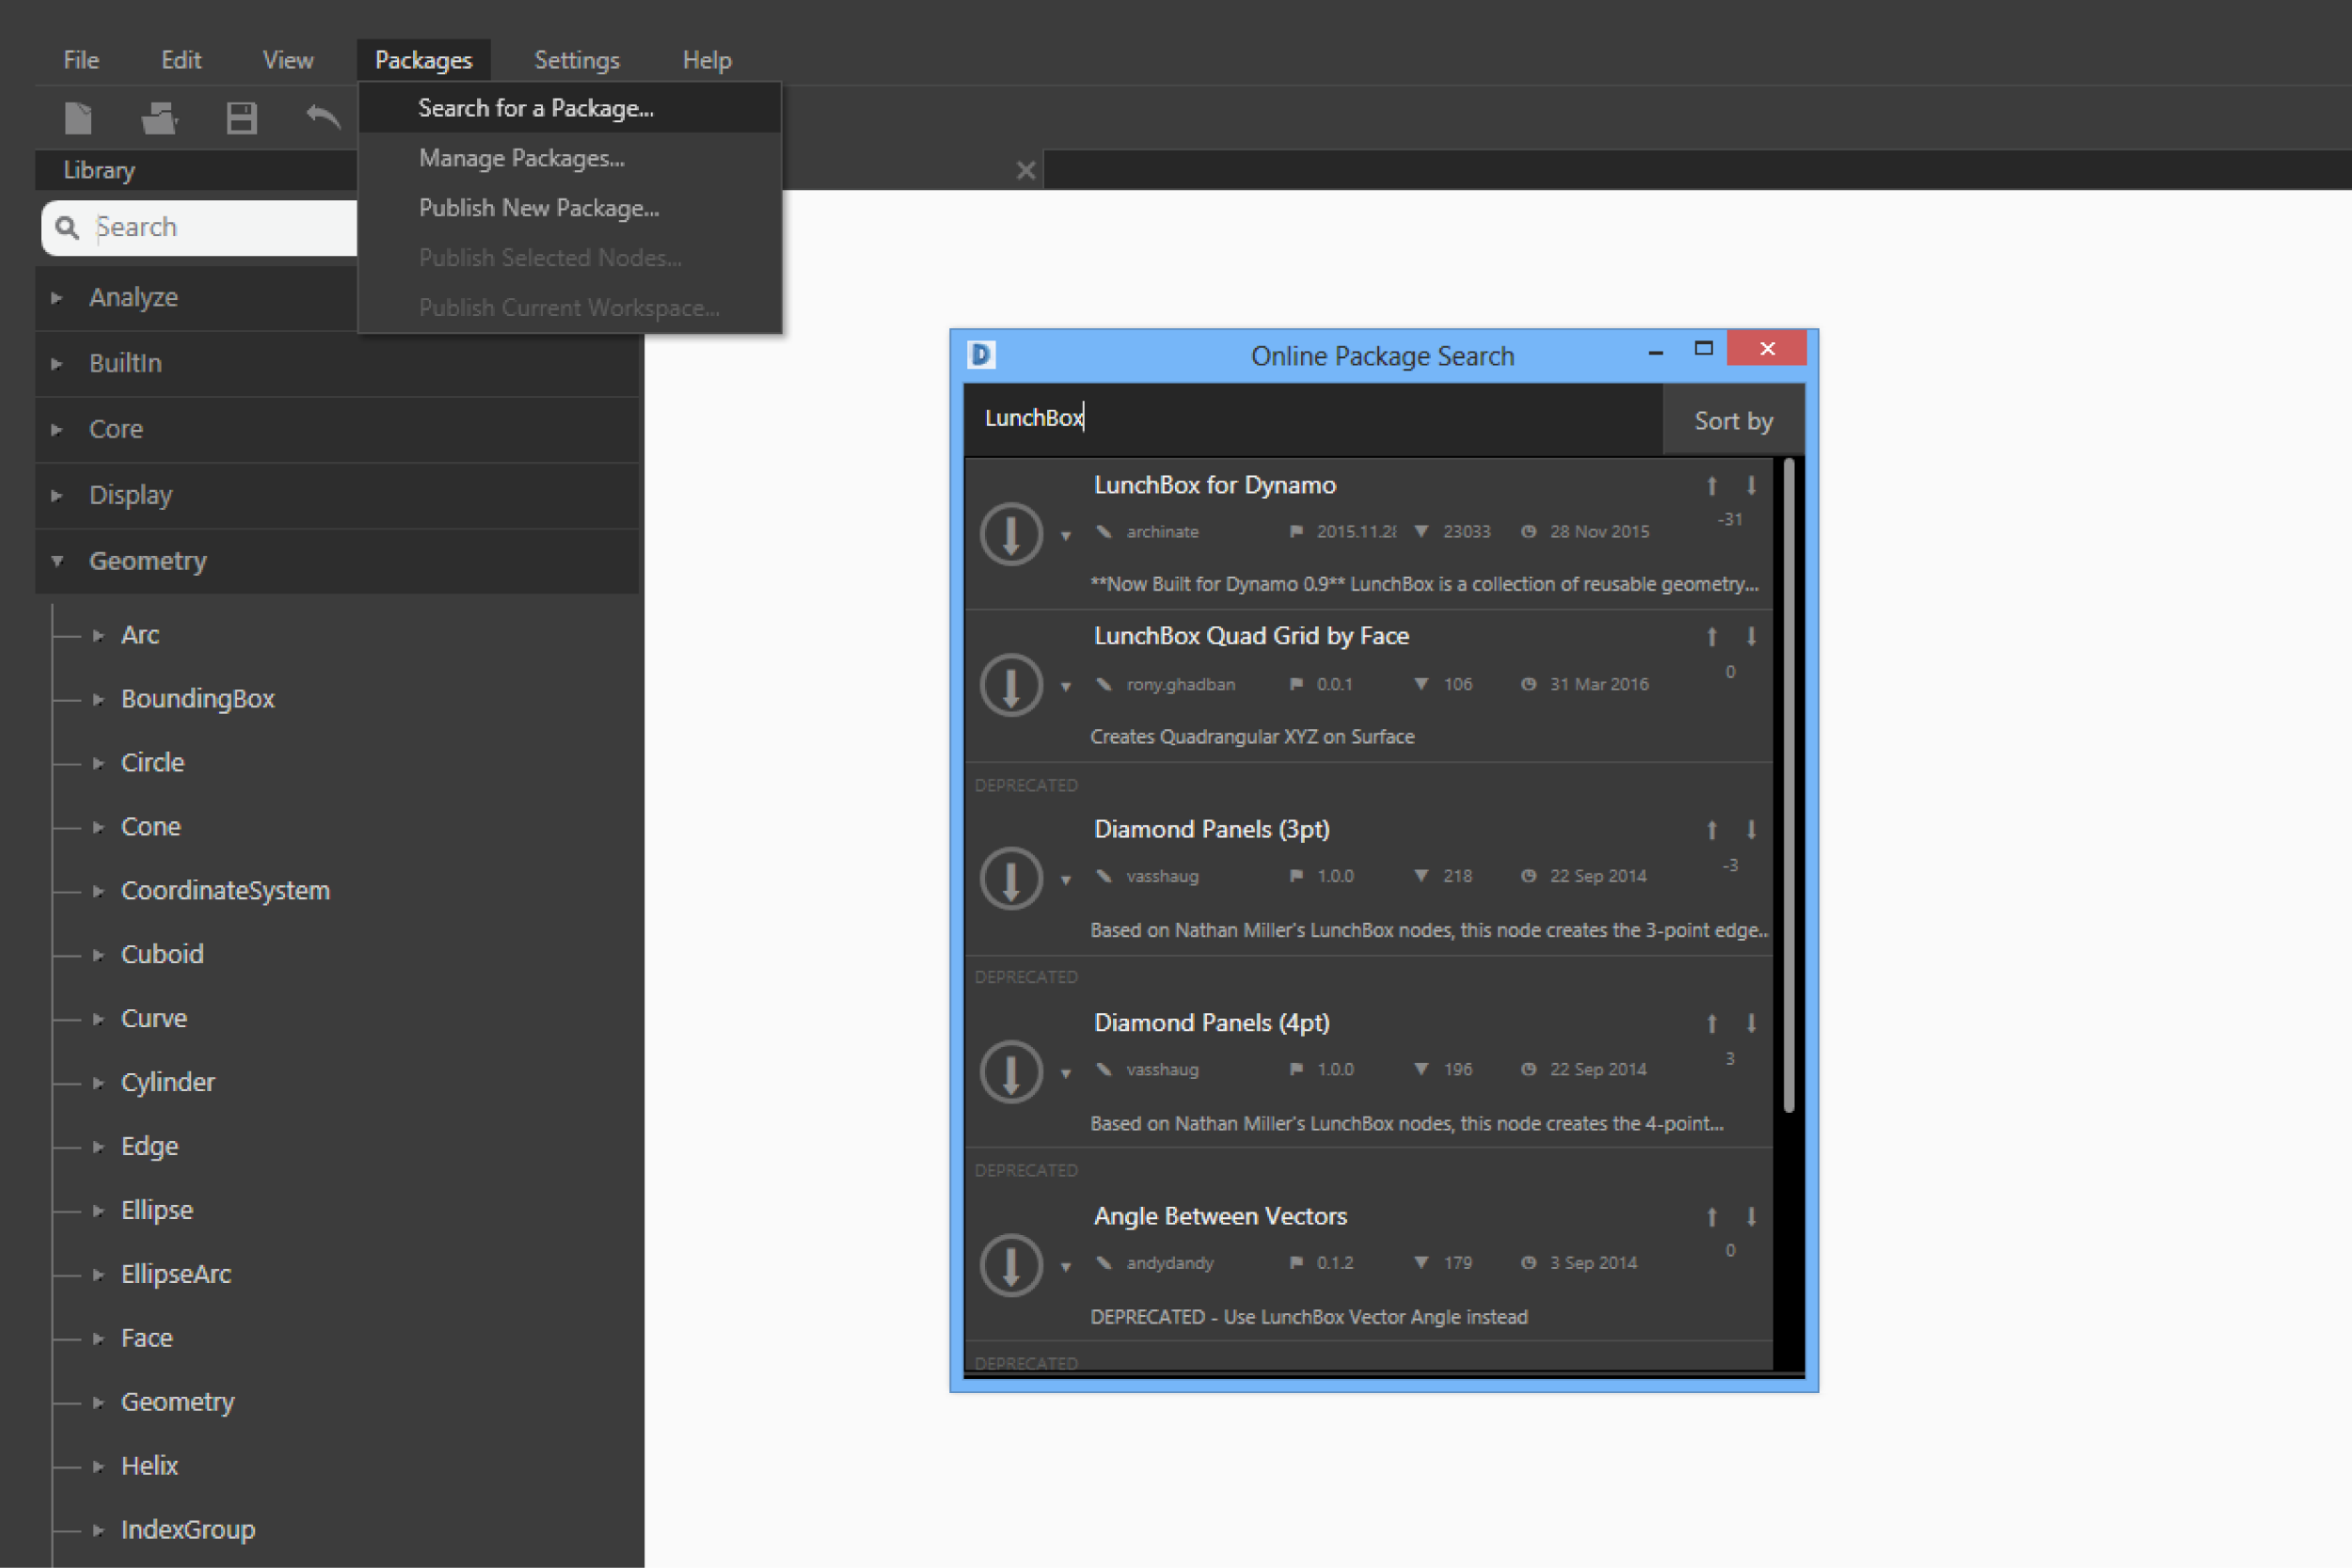 File Edit View Packages Settings Help
Search for a Package...
Manage Packages...
Publish New Package...
Publish Selected Nodes...
Publish Current Workspace...
Library
Search
Analyze
BuiltIn
Core
Display
Geometry
Arc
BoundingBox
Circle
Cone
CoordinateSystem
Cuboid
Curve
Cylinder
Edge
Ellipse
EllipseArc
Face
Geometry
Helix
IndexGroup
D Online Package Search
LunchBox Sort by
LunchBox for Dynamo
archinate 2015.11.28 23033 28 Nov 2015 -31
**Now Built for Dynamo 0.9** LunchBox is a collection of reusable geometry...
LunchBox Quad Grid by Face
rony.ghadban 0.0.1 106 31 Mar 2016 0
Creates Quadrangular XYZ on Surface
DEPRECATED
Diamond Panels (3pt)
vasshaug 1.0.0 218 22 Sep 2014 -3
Based on Nathan Miller's LunchBox nodes, this node creates the 3-point edge..
DEPRECATED
Diamond Panels (4pt)
vasshaug 1.0.0 196 22 Sep 2014 3
Based on Nathan Miller's LunchBox nodes, this node creates the 4-point...
DEPRECATED
Angle Between Vectors
andydandy 0.1.2 179 3 Sep 2014 0
DEPRECATED - Use LunchBox Vector Angle instead
DEPRECATED